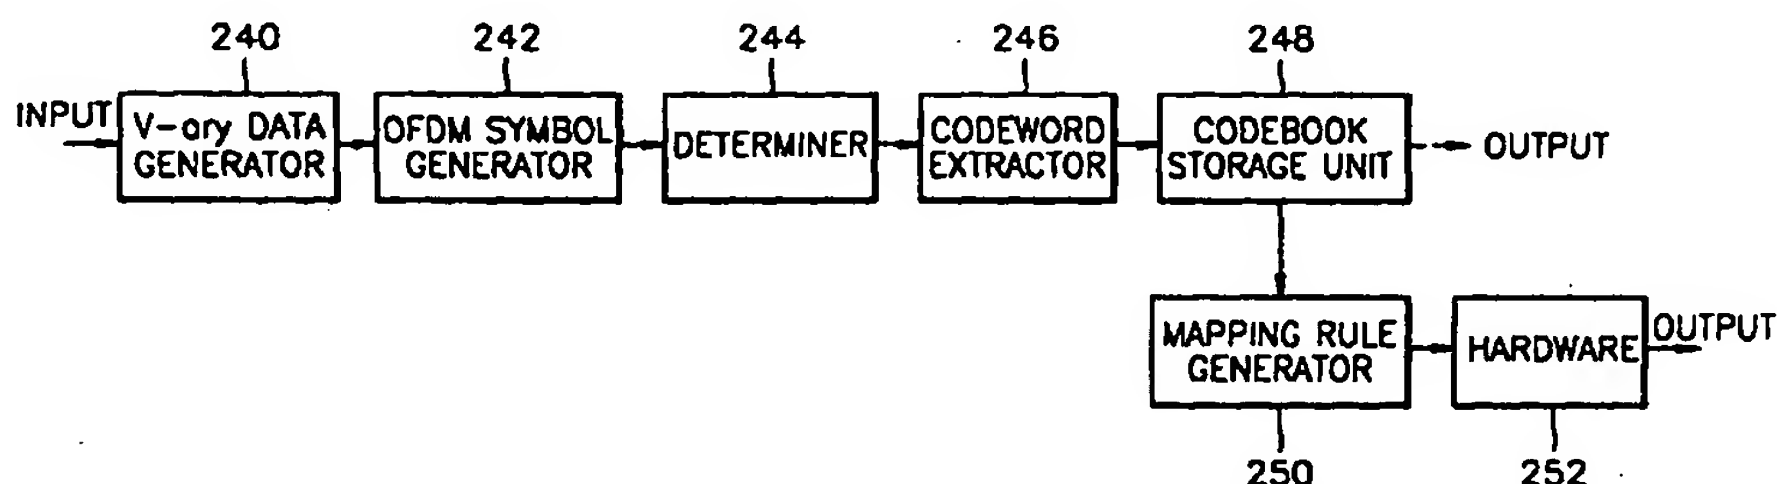 240
242
244
246
248
INPUT
V-ary DATA
GENERATOR
OFDM SYMBOL
GENERATOR
DETERMINER
CODEWORD
EXTRACTOR
CODEBOOK
STORAGE UNIT
OUTPUT
MAPPING RULE
GENERATOR
HARDWARE
OUTPUT
250
252